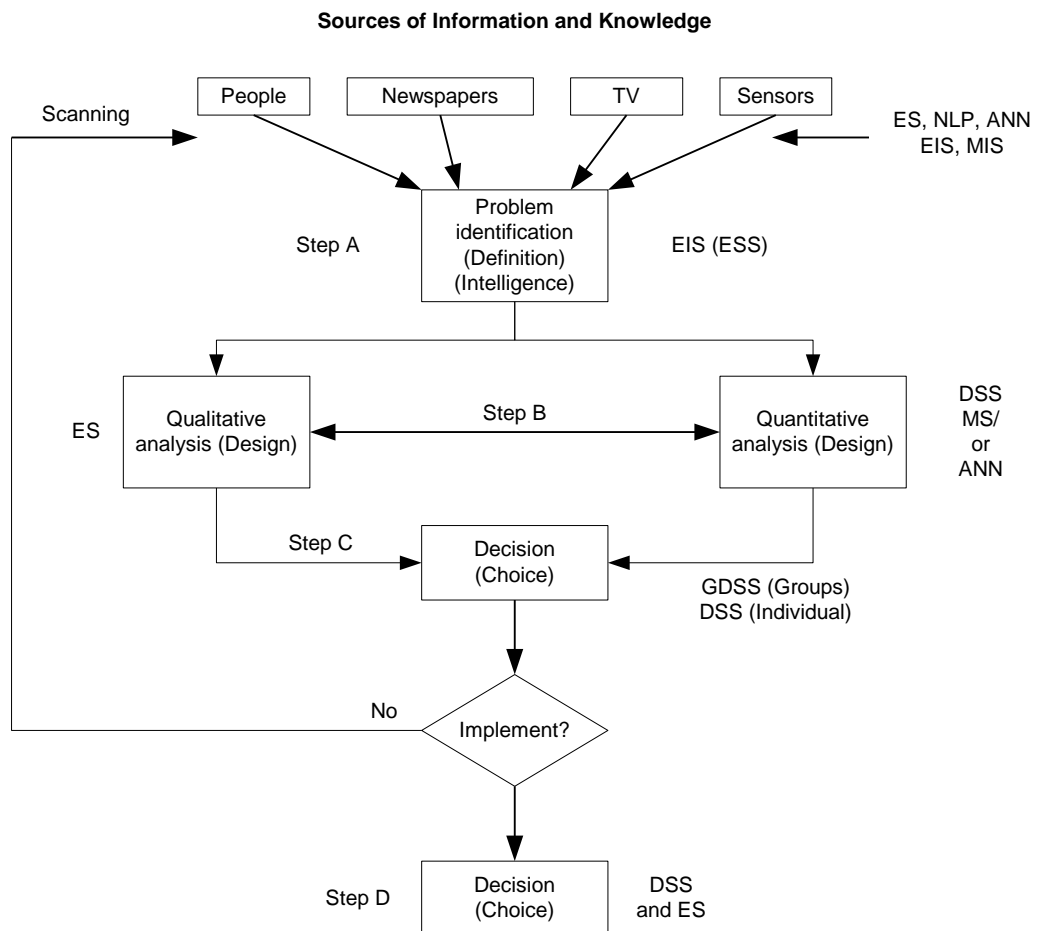 Sources of Information and Knowledge
People
Newspapers
TV
Sensors
Scanning
ES, NLP, ANN
EIS, MIS
Problem
identification
(Definition)
(Intelligence)
Step A
EIS (ESS)
ES
Qualitative
analysis (Design)
Step B
Quantitative
analysis (Design)
DSS
MS/
or
ANN
Step C
Decision
(Choice)
GDSS (Groups)
DSS (Individual)
No
Implement?
Step D
Decision
(Choice)
DSS
and ES